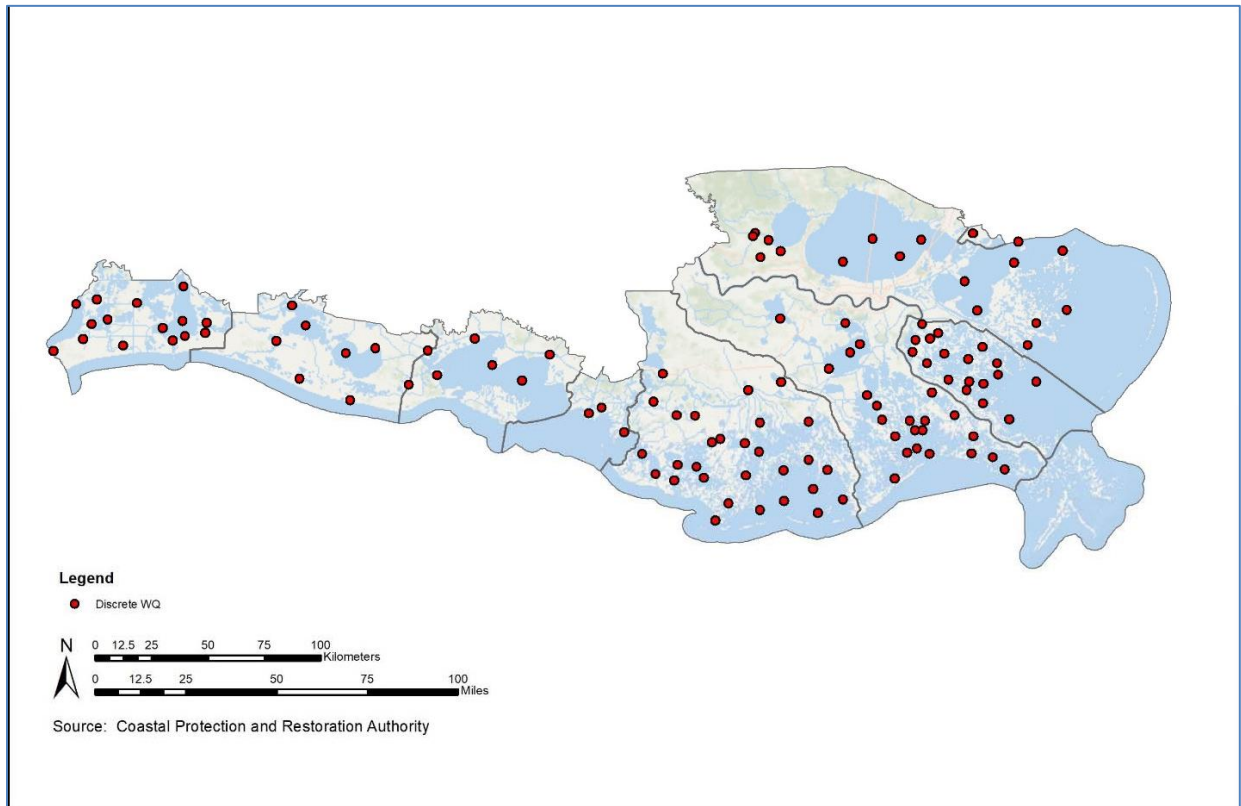 Legend
Discrete WQ
N
0 12.5 25 50 75 100
Kilometers
0 12.5 25 50 75 100
Miles
Source: Coastal Protection and Restoration Authority